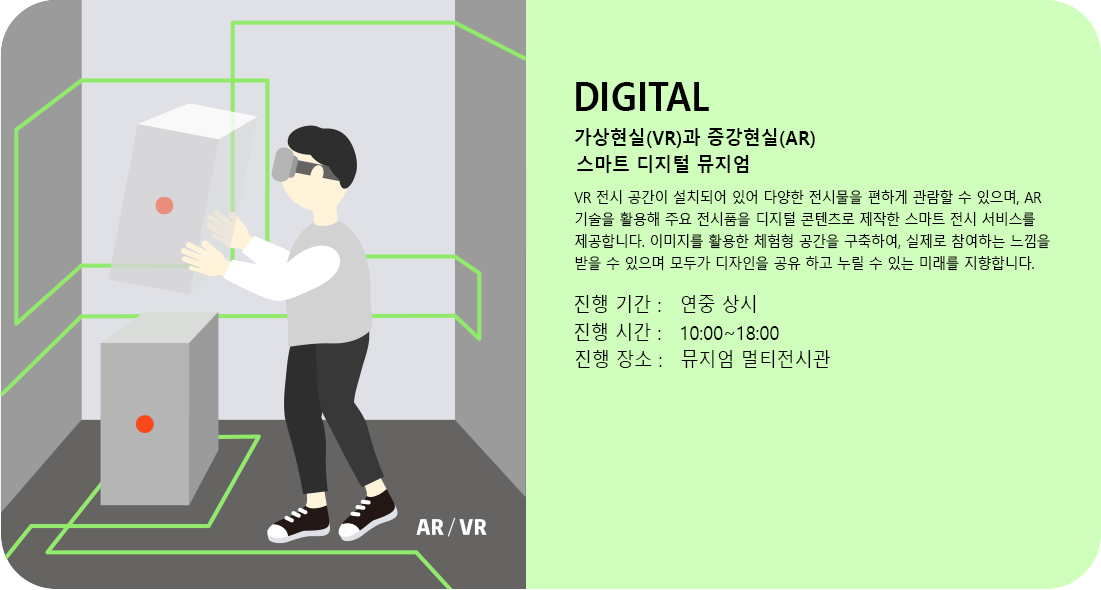 DIGITAL
가상현실(VR)과 증강현실(AR)
스마트 디지털 뮤지엄
VR 전시 공간이 설치되어 있어 다양한 전시물을 편하게 관람할 수 있으며, AR
기술을 활용해 주요 전시품을 디지털 콘텐츠로 제작한 스마트 전시 서비스를
제공합니다. 이미지를 활용한 체험형 공간을 구축하여, 실제로 참여하는 느낌을
받을 수 있으며 모두가 디자인을 공유 하고 누릴 수 있는 미래를 지향합니다.
진행 기간 : 연중 상시
진행 시간 : 10:00~18:00
진행 장소 : 뮤지엄 멀티전시관
AR / VR